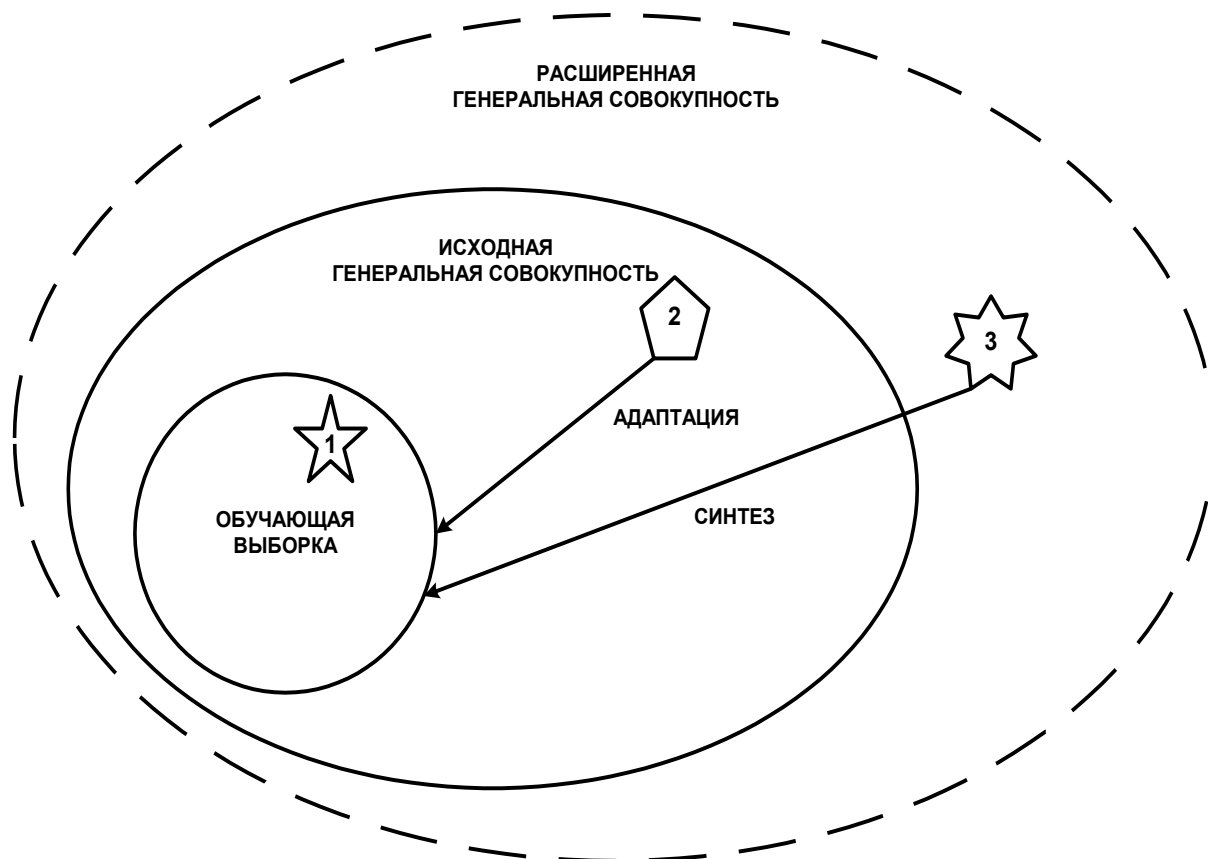 РАСШИРЕННАЯ
ГЕНЕРАЛЬНАЯ СОВОКУПНОСТЬ
ИСХОДНАЯ
ГЕНЕРАЛЬНАЯ СОВОКУПНОСТЬ
2
3
АДАПТАЦИЯ
1
ОБУЧАЮЩАЯ
ВЫБОРКА
СИНТЕЗ